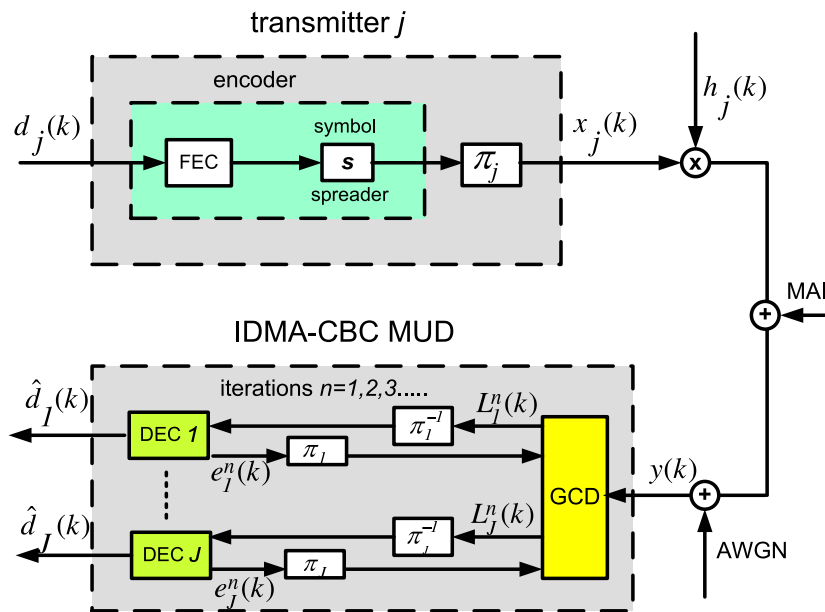 transmitter j
encoder
d_j(k)
symbol
FEC
s
spreader
π_j
x_j(k)
h_j(k)
x
+
MAI
IDMA-CBC MUD
iterations n=1,2,3.....
d̂_1(k)
DEC 1
π_1^{-1}
L_1^n(k)
e_1^n(k)
π_1
GCD
y(k)
+
d̂_J(k)
DEC J
π_J^{-1}
L_J^n(k)
e_J^n(k)
π_J
AWGN